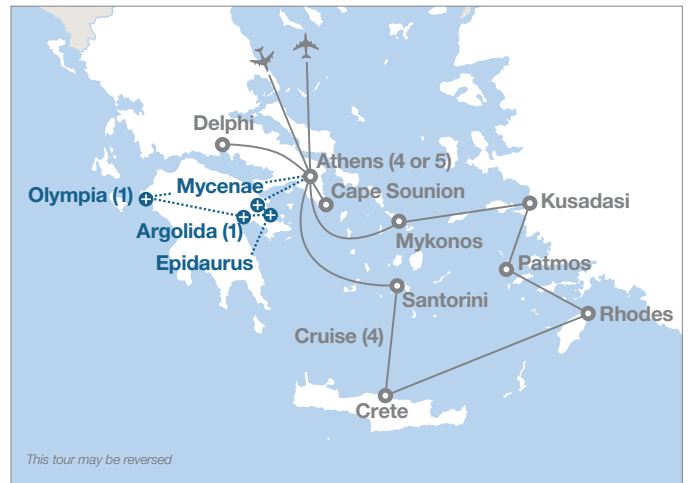 Delphi
Athens (4 or 5)
Mycenae
Olympia (1)
Cape Sounion
Kusadasi
Argolida (1)
Mykonos
Epidaurus
Patmos
Santorini
Rhodes
Cruise (4)
Crete
This tour may be reversed